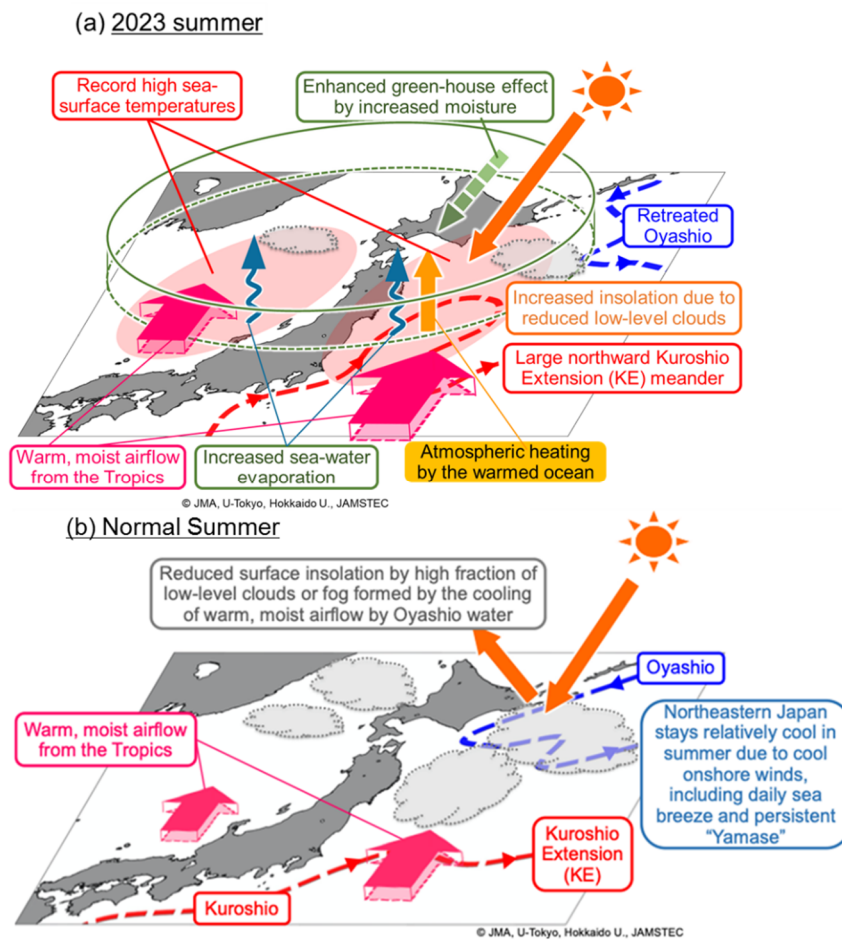 (a) 2023 summer
Record high sea-
surface temperatures
Enhanced green-house effect
by increased moisture
Retreated
Oyashio
Increased insolation due to
reduced low-level clouds
Large northward Kuroshio
Extension (KE) meander
Warm, moist airflow
from the Tropics
Increased sea-water
evaporation
Atmospheric heating
by the warmed ocean
© JMA, U-Tokyo, Hokkaido U., JAMSTEC
(b) Normal Summer
Reduced surface insolation by high fraction of
low-level clouds or fog formed by the cooling
of warm, moist airflow by Oyashio water
Oyashio
Warm, moist airflow
from the Tropics
Northeastern Japan
stays relatively cool in
summer due to cool
onshore winds,
including daily sea
breeze and persistent
“Yamase”
Kuroshio
Extension
(KE)
Kuroshio
© JMA, U-Tokyo, Hokkaido U., JAMSTEC